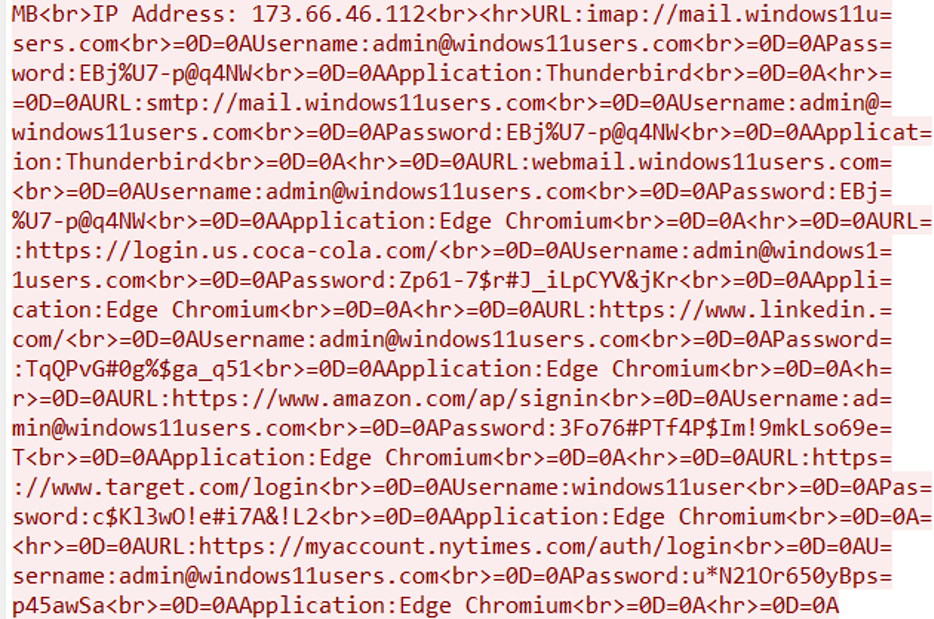 MB<br>IP Address: 173.66.46.112<br><hr>URL:imap://mail.windows11u=
sers.com<br>=0D=0AUsername:admin@windows11users.com<br>=0D=0APass=
word:EBj%U7-p@q4NW<br>=0D=0AApplication:Thunderbird<br>=0D=0A<hr>=
=0D=0AURL:smtp://mail.windows11users.com<br>=0D=0AUsername:admin@=
windows11users.com<br>=0D=0APassword:EBj%U7-p@q4NW<br>=0D=0AApplicat=
ion:Thunderbird<br>=0D=0A<hr>=0D=0AURL:webmail.windows11users.com=
<br>=0D=0AUsername:admin@windows11users.com<br>=0D=0APassword:EBj=
%U7-p@q4NW<br>=0D=0AApplication:Edge Chromium<br>=0D=0A<hr>=0D=0AURL=
:https://login.us.coca-cola.com/<br>=0D=0AUsername:admin@windows1=
1users.com<br>=0D=0APassword:Zp61-7$r#J_iLpCYV&jKr<br>=0D=0AAppli=
cation:Edge Chromium<br>=0D=0A<hr>=0D=0AURL:https://www.linkedin.=
com/<br>=0D=0AUsername:admin@windows11users.com<br>=0D=0APassword=
:TqQPvG#0g%$ga_q51<br>=0D=0AApplication:Edge Chromium<br>=0D=0A<h=
r>=0D=0AURL:https://www.amazon.com/ap/signin<br>=0D=0AUsername:ad=
min@windows11users.com<br>=0D=0APassword:3Fo76#PTf4P$Im!9mkLso69e=
T<br>=0D=0AApplication:Edge Chromium<br>=0D=0A<hr>=0D=0AURL:https=
://www.target.com/login<br>=0D=0AUsername:windows11user<br>=0D=0APas=
sword:c$Kl3wO!e#i7A&!L2<br>=0D=0AApplication:Edge Chromium<br>=0D=0A=
<hr>=0D=0AURL:https://myaccount.nytimes.com/auth/login<br>=0D=0AU=
sername:admin@windows11users.com<br>=0D=0APassword:u*N21Or650yBps=
p45awSa<br>=0D=0AApplication:Edge Chromium<br>=0D=0A<hr>=0D=0A